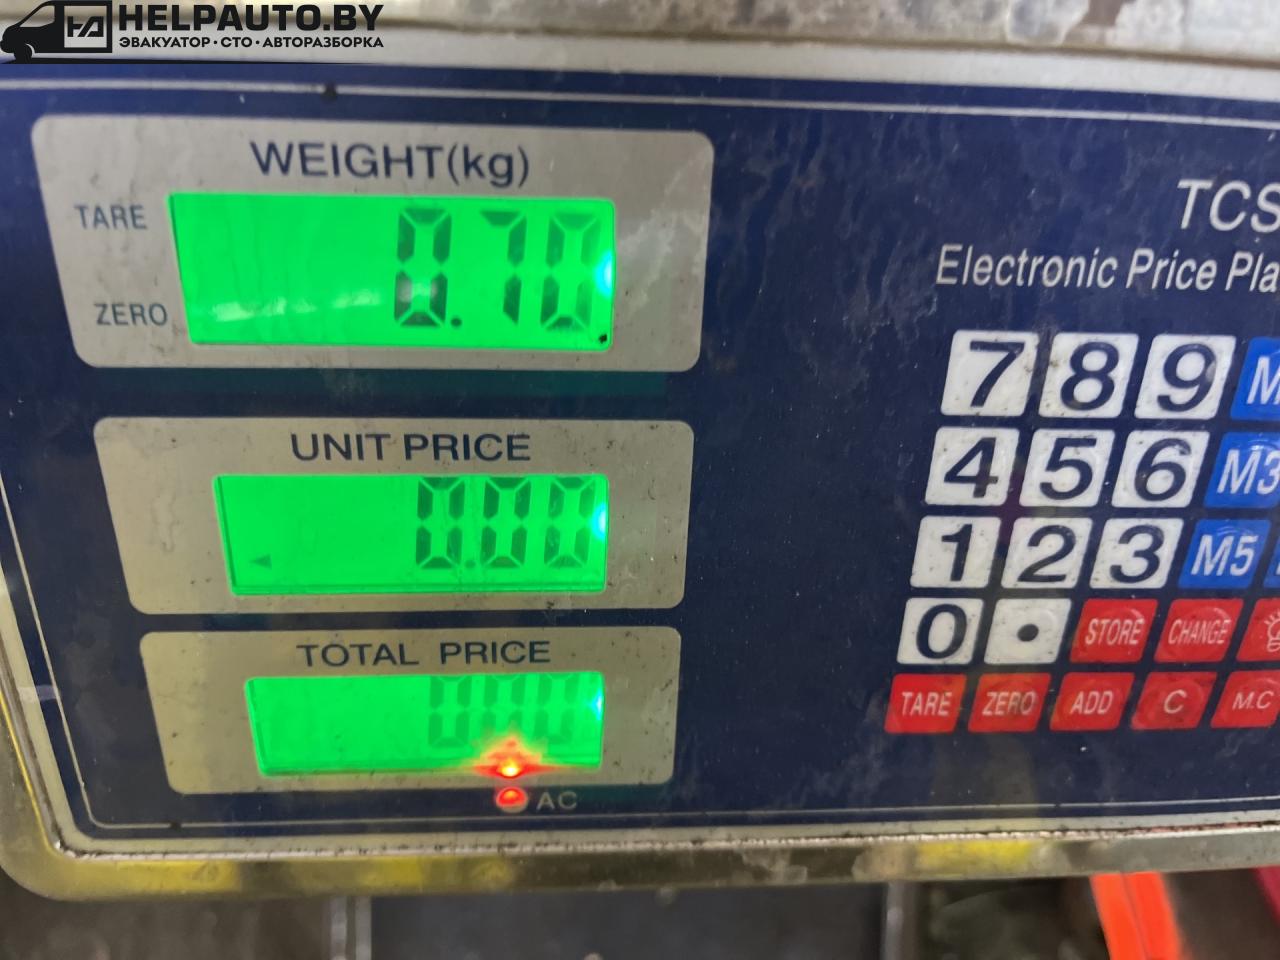 HELPAUTO.BY
ЭВАКУАТОР·СТО·АВТОРАЗБОРКА
WEIGHT(kg)
TARE
0.70
ZERO
TCS
Electronic Price Pla
UNIT PRICE
0.00
TOTAL PRICE
000
AC
7 8 9 M
4 5 6 M3
1 2 3 M5
0 . STORE CHANGE
TARE ZERO ADD C M.C